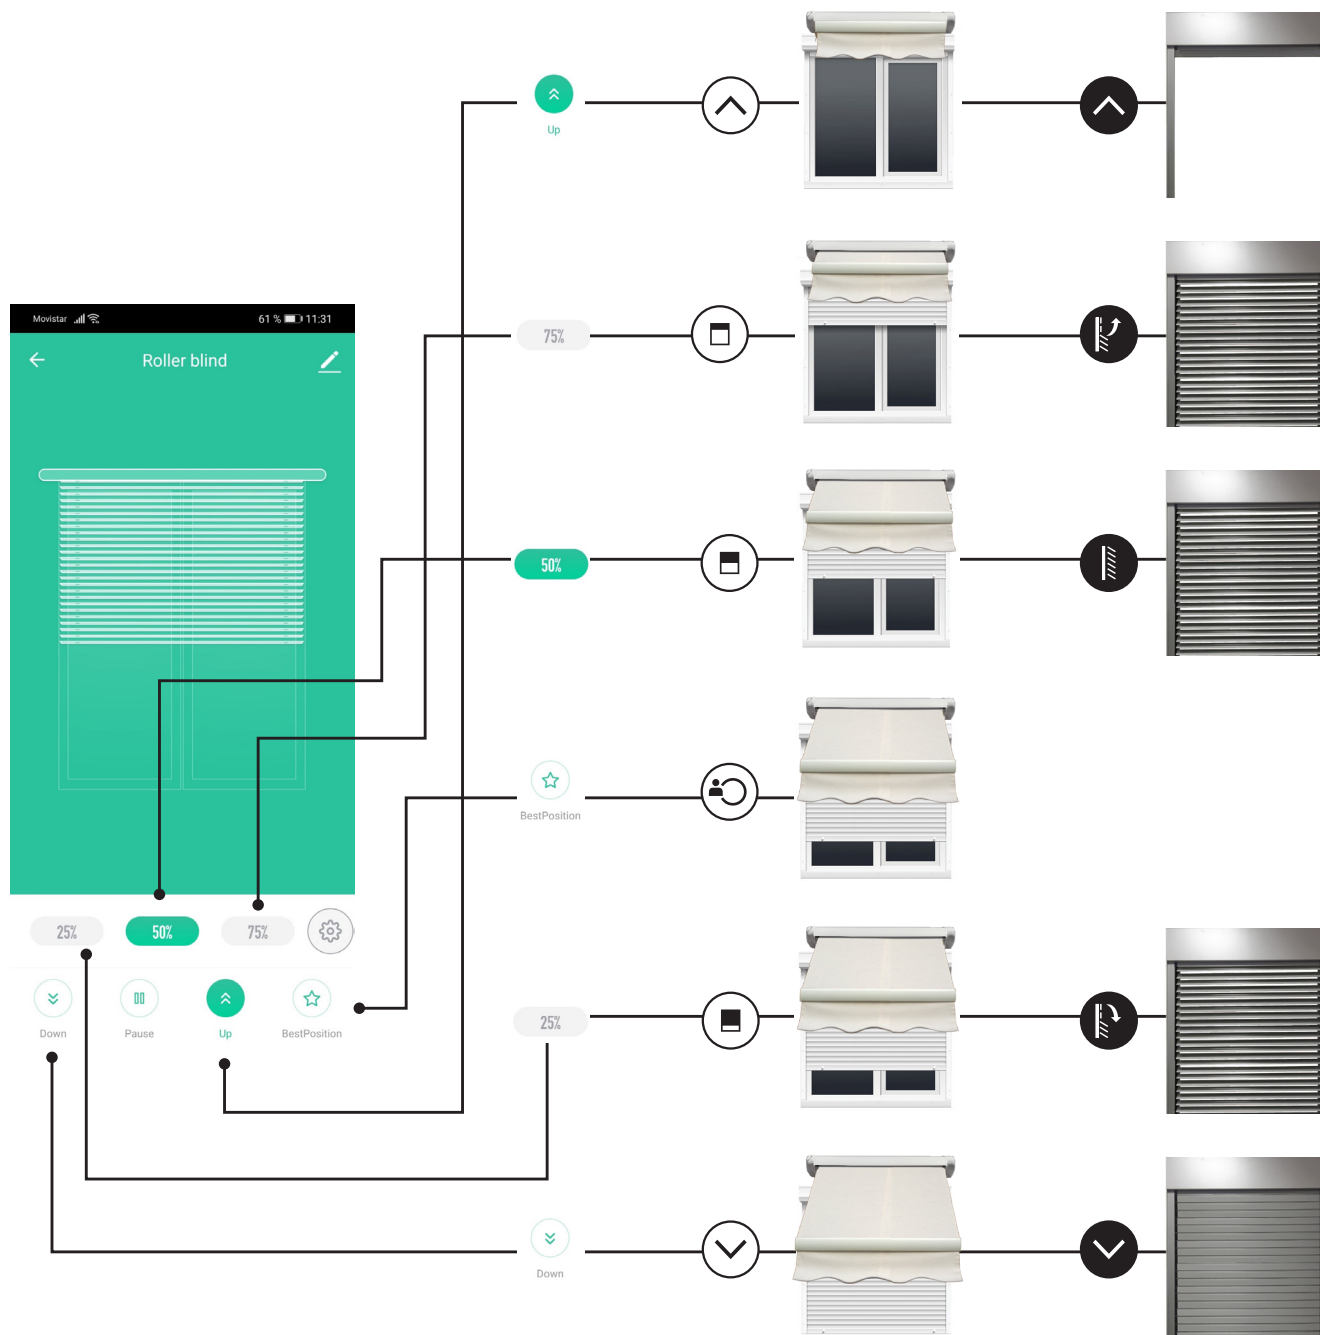 Up
Movistar 61 % 11:31
Roller blind
75%
50%
BestPosition
25% 50% 75%
Down Pause Up BestPosition
25%
Down